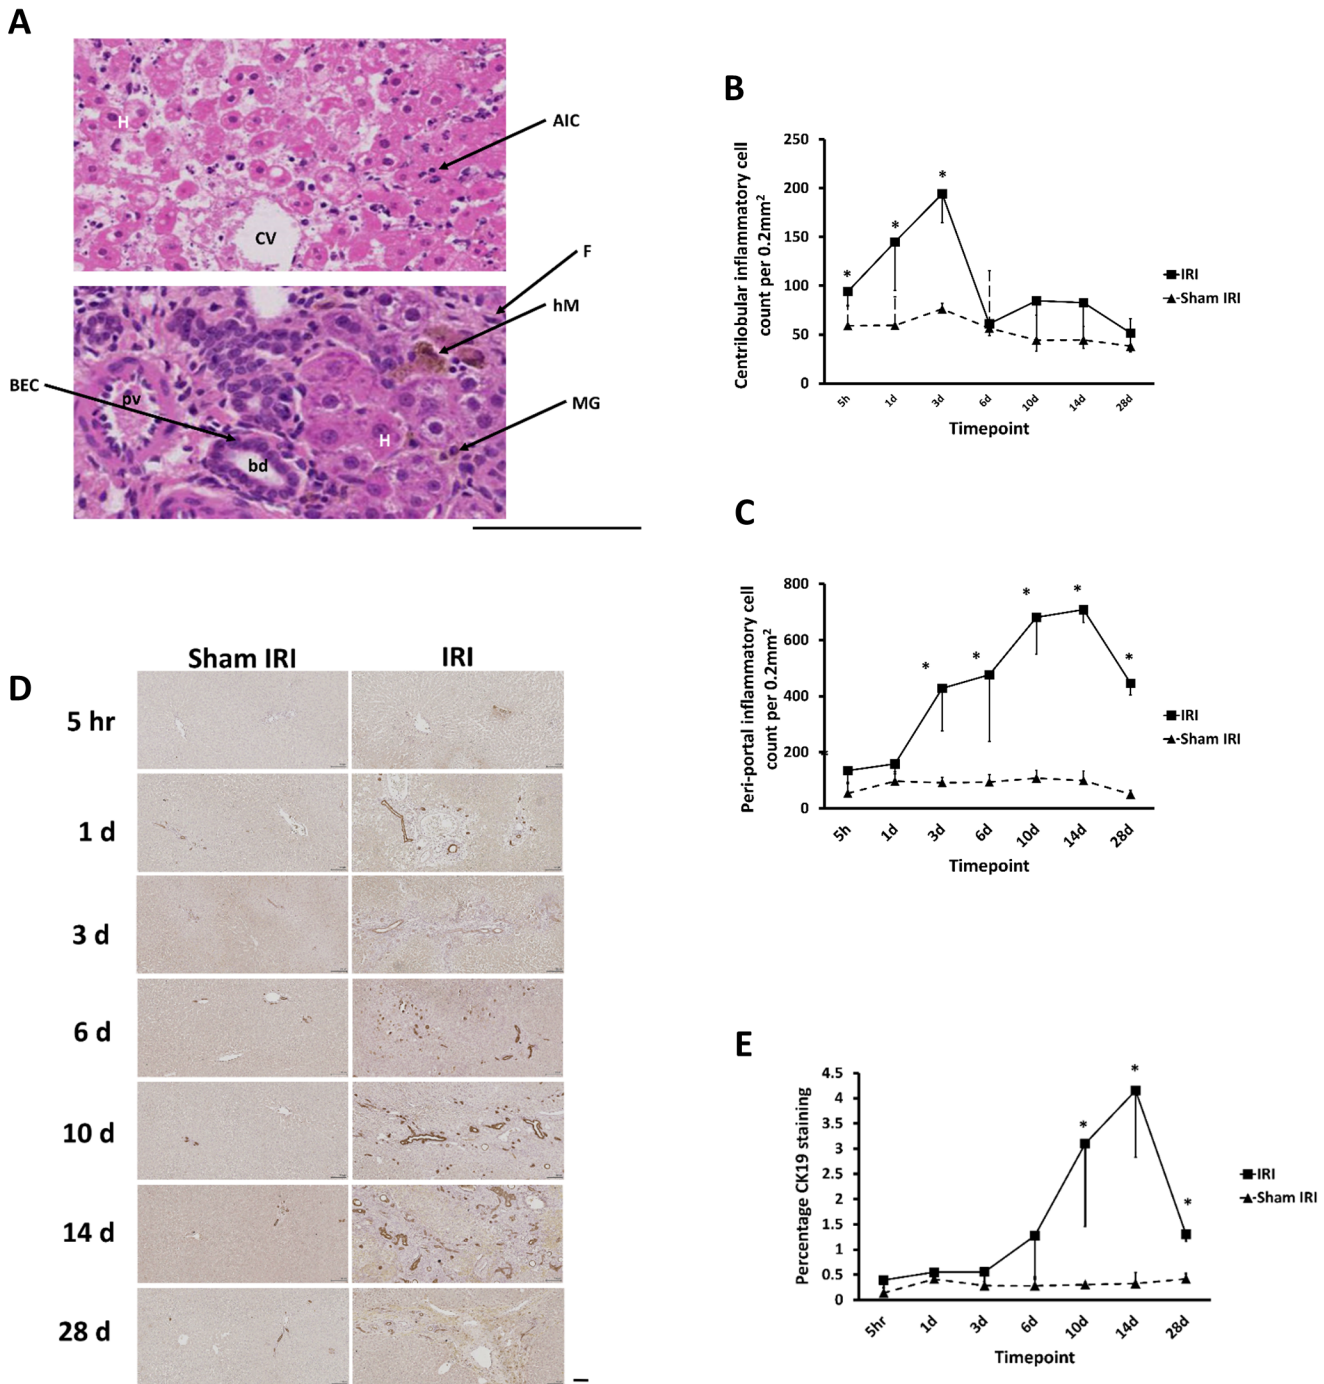 A
H
AIC
CV
F
hM
BEC
pv
MG
H
bd
B
Centrilobular inflammatory cell
count per 0.2mm²
250
200
150
100
50
0
* * *
5h 1d 3d 6d 10d 14d 28d
Timepoint
IRI
Sham IRI
C
Peri-portal inflammatory cell
count per 0.2mm²
800
600
400
200
0
* * * * *
5h 1d 3d 6d 10d 14d 28d
Timepoint
IRI
Sham IRI
D
Sham IRI IRI
5 hr
1 d
3 d
6 d
10 d
14 d
28 d
E
Percentage CK19 staining
4.5
4
3.5
3
2.5
2
1.5
1
0.5
0
* * *
5hr 1d 3d 6d 10d 14d 28d
Timepoint
IRI
Sham IRI